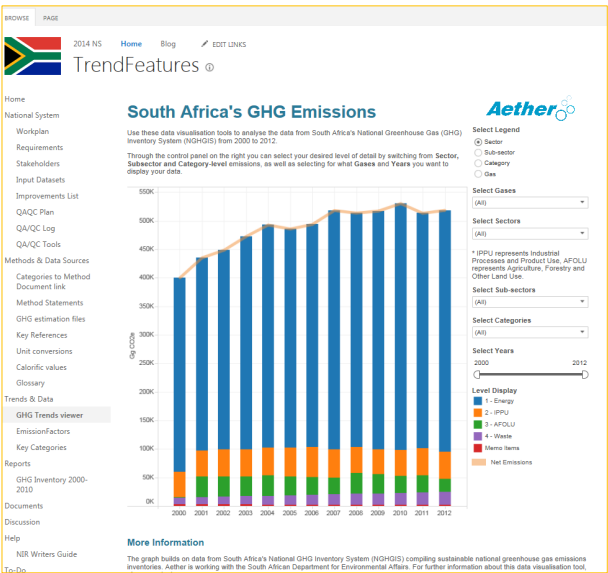 BROWSE PAGE
2014 NS Home Blog EDIT LINKS
TrendFeatures
Home
National System
Workplan
Requirements
Stakeholders
Input Datasets
Improvements List
QAQC Plan
QA/QC Log
QA/QC Tools
Methods & Data Sources
Categories to Method
Document link
Method Statements
GHG estimation files
Key References
Unit conversions
Calorific values
Glossary
Trends & Data
GHG Trends viewer
EmissionFactors
Key Categories
Reports
GHG Inventory 2000-
2010
Documents
Discussion
Help
NIR Writers Guide
To-Do
South Africa's GHG Emissions
Use these data visualisation tools to analyse the data from South Africa's National Greenhouse Gas (GHG)
Inventory System (NGHGIS) from 2000 to 2012.
Through the control panel on the right you can select your desired level of detail by switching from Sector,
Subsector and Category-level emissions, as well as selecting for what Gases and Years you want to
display your data.
550K
500K
450K
400K
350K
300K
250K
200K
150K
100K
50K
0K
Gg CO2e
2000 2001 2002 2003 2004 2005 2006 2007 2008 2009 2010 2011 2012
Aether
Select Legend
Sector
Sub-sector
Category
Gas
Select Gases
(All)
Select Sectors
(All)
* IPPU represents Industrial
Processes and Product Use, AFOLU
represents Agriculture, Forestry and
Other Land Use.
Select Sub-sectors
(All)
Select Categories
(All)
Select Years
2000 2012
Level Display
1 - Energy
2 - IPPU
3 - AFOLU
4 - Waste
Memo Items
Net Emissions
More Information
The graph builds on data from South Africa's National GHG Inventory System (NGHGIS) compiling sustainable national greenhouse gas emissions
inventories. Aether is working with the South African Department for Environmental Affairs. For further information about this data visualisation tool,